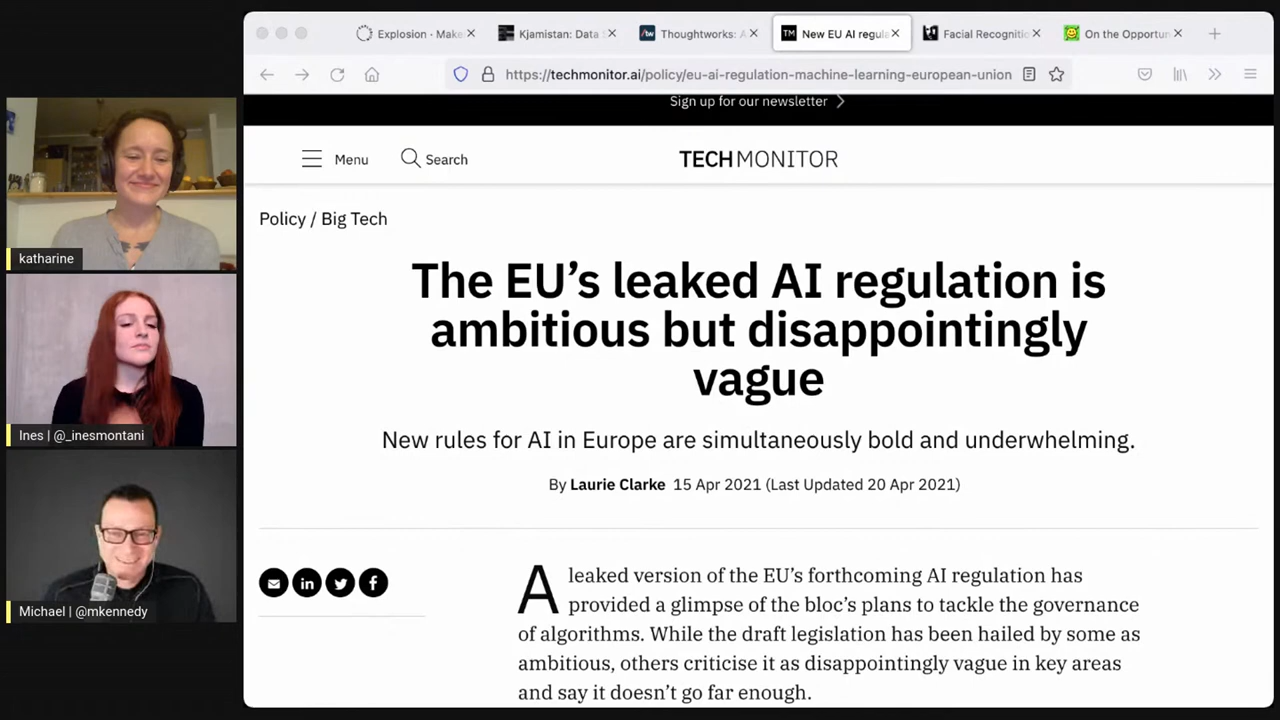 Explosion · Make
Kjamistan: Data S
Thoughtworks: A
New EU AI regula
Facial Recognitic
On the Opportun
https://techmonitor.ai/policy/eu-ai-regulation-machine-learning-european-union
Sign up for our newsletter
Menu
Search
TECHMONITOR
Policy / Big Tech
The EU’s leaked AI regulation is
ambitious but disappointingly
vague
New rules for AI in Europe are simultaneously bold and underwhelming.
By Laurie Clarke 15 Apr 2021 (Last Updated 20 Apr 2021)
A leaked version of the EU’s forthcoming AI regulation has
provided a glimpse of the bloc’s plans to tackle the governance
of algorithms. While the draft legislation has been hailed by some as
ambitious, others criticise it as disappointingly vague in key areas
and say it doesn’t go far enough.
katharine
Ines | @_inesmontani
Michael | @mkennedy